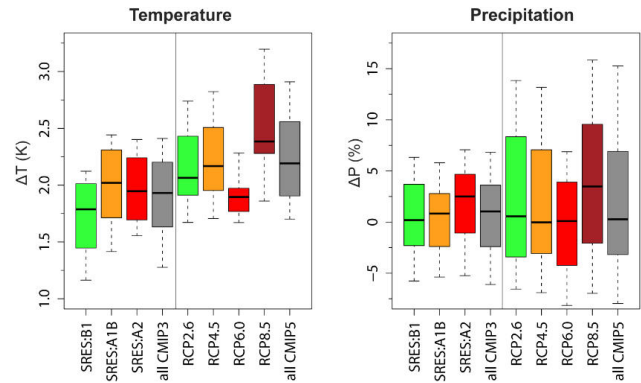 Temperature
ΔT (K)
3.0
2.5
2.0
1.5
1.0
SRES:B1
SRES:A1B
SRES:A2
all CMIP3
RCP2.6
RCP4.5
RCP6.0
RCP8.5
all CMIP5
Precipitation
ΔP (%)
15
10
5
0
−5
SRES:B1
SRES:A1B
SRES:A2
all CMIP3
RCP2.6
RCP4.5
RCP6.0
RCP8.5
all CMIP5